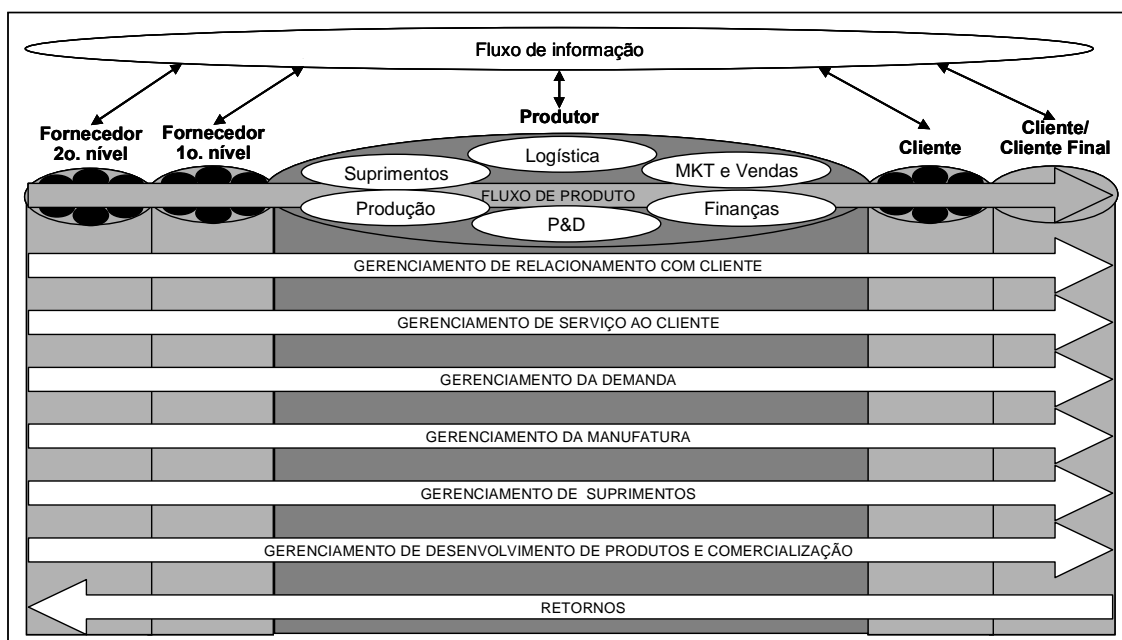 Fluxo de informação
Fornecedor
2o. nível
Fornecedor
1o. nível
Produtor
Cliente
Cliente/
Cliente Final
Logística
Suprimentos
MKT e Vendas
FLUXO DE PRODUTO
Produção
P&D
Finanças
GERENCIAMENTO DE RELACIONAMENTO COM CLIENTE
GERENCIAMENTO DE SERVIÇO AO CLIENTE
GERENCIAMENTO DA DEMANDA
GERENCIAMENTO DA MANUFATURA
GERENCIAMENTO DE SUPRIMENTOS
GERENCIAMENTO DE DESENVOLVIMENTO DE PRODUTOS E COMERCIALIZAÇÃO
RETORNOS